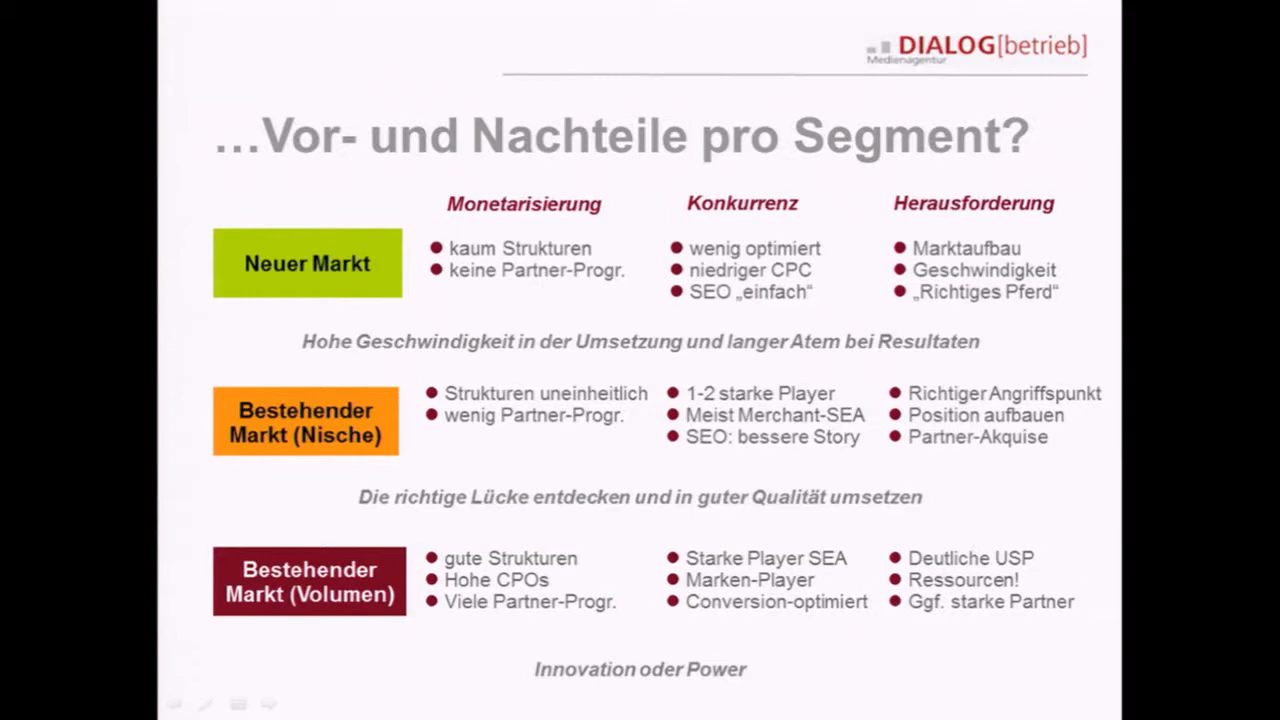 DIALOG[betrieb]
Medienagentur
...Vor- und Nachteile pro Segment?
Monetarisierung Konkurrenz Herausforderung
Neuer Markt
kaum Strukturen
keine Partner-Progr.
wenig optimiert
niedriger CPC
SEO „einfach“
Marktaufbau
Geschwindigkeit
„Richtiges Pferd“
Hohe Geschwindigkeit in der Umsetzung und langer Atem bei Resultaten
Bestehender
Markt (Nische)
Strukturen uneinheitlich
wenig Partner-Progr.
1-2 starke Player
Meist Merchant-SEA
SEO: bessere Story
Richtiger Angriffspunkt
Position aufbauen
Partner-Akquise
Die richtige Lücke entdecken und in guter Qualität umsetzen
Bestehender
Markt (Volumen)
gute Strukturen
Hohe CPOs
Viele Partner-Progr.
Starke Player SEA
Marken-Player
Conversion-optimiert
Deutliche USP
Ressourcen!
Ggf. starke Partner
Innovation oder Power